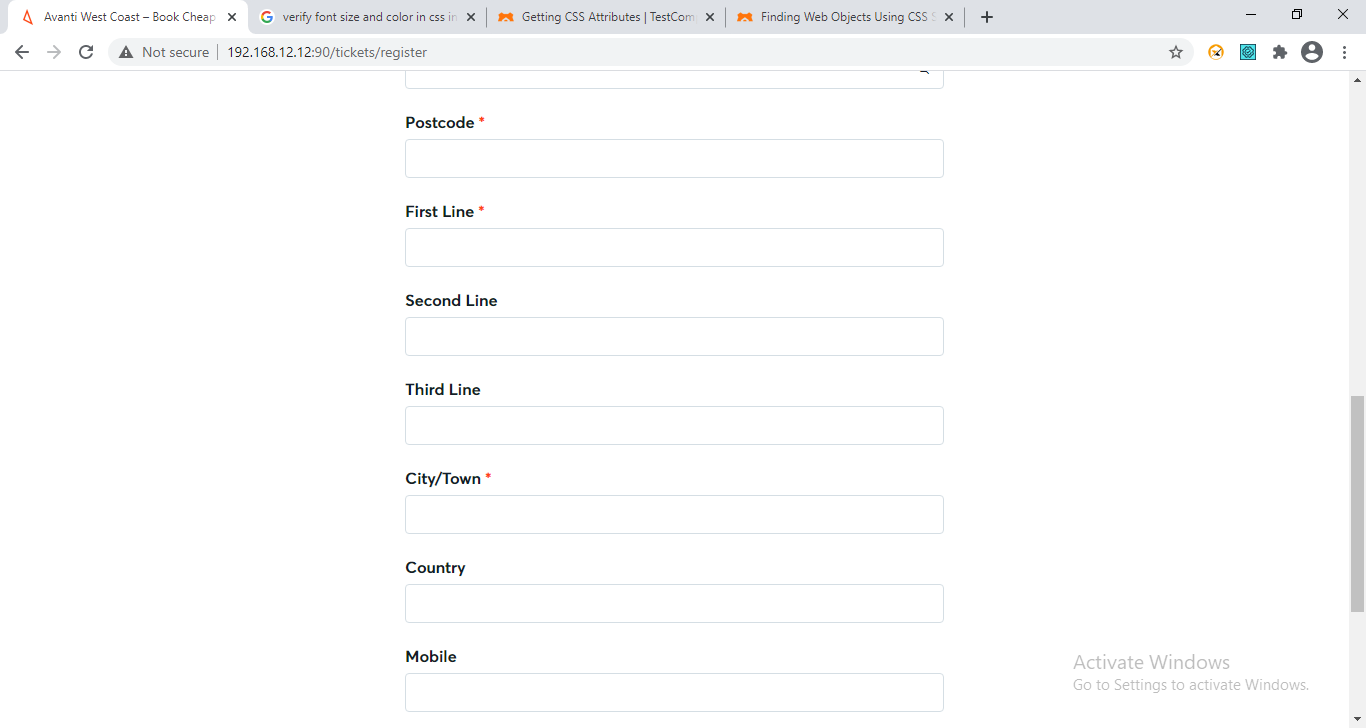 Avanti West Coast – Book Cheap
verify font size and color in css in
Getting CSS Attributes | TestCom
Finding Web Objects Using CSS S
Not secure
192.168.12.12:90/tickets/register
Postcode *
First Line *
Second Line
Third Line
City/Town *
Country
Mobile
Activate Windows
Go to Settings to activate Windows.